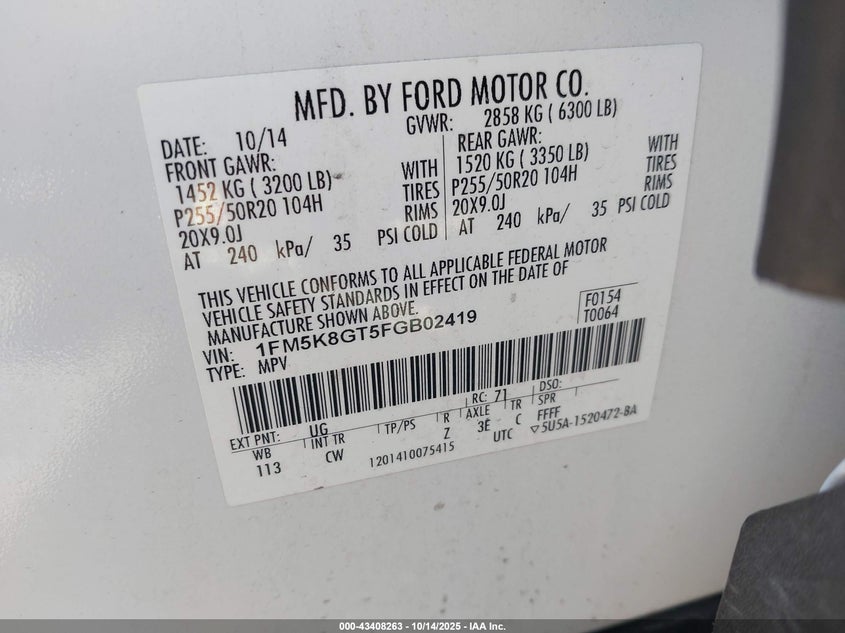 MFD. BY FORD MOTOR CO.
DATE: 10/14
GVWR: 2858 KG ( 6300 LB)
FRONT GAWR:
1452 KG ( 3200 LB) WITH
P255/50R20 104H TIRES
20X9.0J RIMS
AT 240 kPa/ 35 PSI COLD
REAR GAWR:
1520 KG ( 3350 LB) WITH
P255/50R20 104H TIRES
20X9.0J RIMS
AT 240 kPa/ 35 PSI COLD
THIS VEHICLE CONFORMS TO ALL APPLICABLE FEDERAL MOTOR
VEHICLE SAFETY STANDARDS IN EFFECT ON THE DATE OF
MANUFACTURE SHOWN ABOVE.
F0154
T0064
VIN: 1FM5K8GT5FGB02419
TYPE: MPV
EXT PNT: UG RC: 71 DSO:
WB INT TR TP/PS R AXLE TR SPR
113 CW Z 3E C FFFF
1201410075415 UTC ▽5U5A-1520472-BA
000-43408263 - 10/14/2025 - IAA Inc.